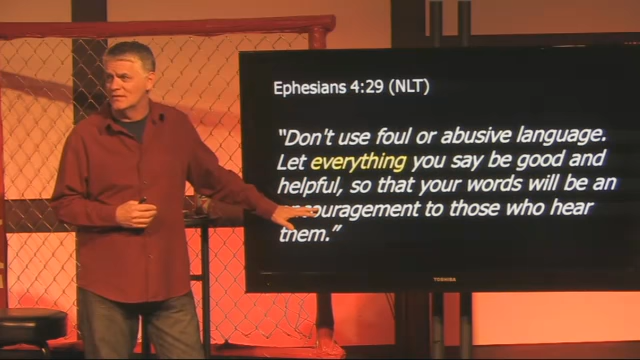 Ephesians 4:29 (NLT)
"Don't use foul or abusive language.
Let everything you say be good and
helpful, so that your words will be an
encouragement to those who hear
them."
TOSHIBA